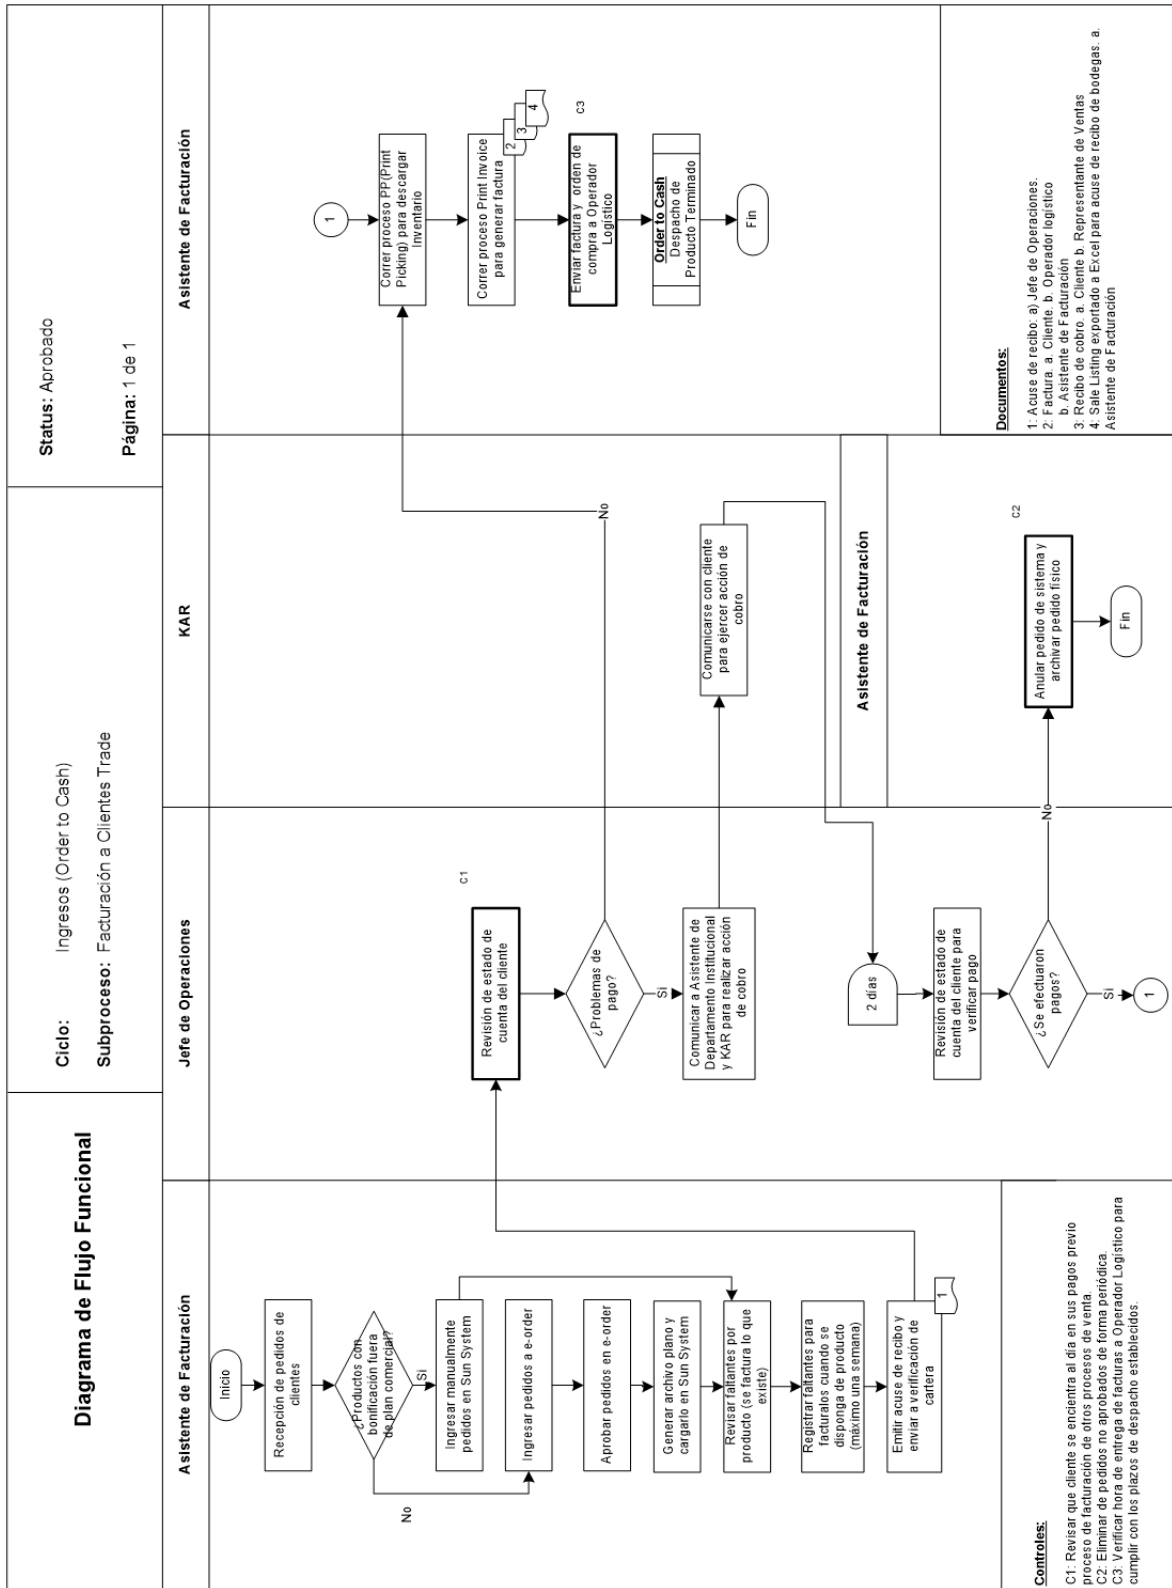 Diagrama de Flujo Funcional
Ciclo: Ingresos (Order to Cash)
Subproceso: Facturación a Clientes Trade
Status: Aprobado
Página: 1 de 1
Asistente de Facturación
Jefe de Operaciones
KAR
Asistente de Facturación
Inicio
Recepción de pedidos de
clientes
¿Productos con
bonificación fuera
de plan comercial?
Si
No
Ingresar manualmente
pedidos en Sun System
Ingresar pedidos a e-order
Aprobar pedidos en e-order
Generar archivo plano y
cargarlo en Sun System
Revisar faltantes por
producto (se factura lo que
existe)
Registrar faltantes para
facturalos cuando se
disponga de producto
(máximo una semana)
Emitir acuse de recibo y
enviar a verificación de
cartera
1
C1
Revisión de estado de
cuenta del cliente
¿Problemas de
pago?
No
Si
Comunicar a Asistente de
Departamento Institucional
y KAR para realizar acción
de cobro
Comunicarse con cliente
para ejercer acción de
cobro
2 días
Revisión de estado de
cuenta del cliente para
verificar pago
¿Se efectuaron
pagos?
No
Si
1
Asistente de Facturación
C2
Anular pedido de sistema y
archivar pedido físico
Fin
1
Correr proceso PP(Print
Picking) para descargar
Inventario
Correr proceso Print Invoice
para generar factura
2
3
4
C3
Enviar factura y orden de
compra a Operador
Logístico
Order to Cash
Despacho de
Producto Terminado
Fin
Controles:
C1: Revisar que cliente se encuentra al día en sus pagos previo
proceso de facturación de otros procesos de venta.
C2: Eliminar de pedidos no aprobados de forma periódica.
C3: Verificar hora de entrega de facturas a Operador Logístico para
cumplir con los plazos de despache establecidos.
Documentos:
1: Acuse de recibo: a) Jefe de Operaciones.
2: Factura. a. Cliente. b. Operador logístico
b. Asistente de Facturación
3: Recibo de cobro. a. Cliente b. Representante de Ventas
4: Sale Listing exportado a Excel para acuse de recibo de bodegas. a.
Asistente de Facturación